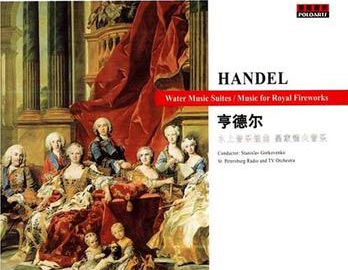 POLOARTS
HANDEL
Water Music Suites / Music for Royal Fireworks
亨德尔
水上音乐组曲 皇家焰火音乐
Conductor: Stanislav Gorkovenko
St. Petersburg Radio and TV Orchestra